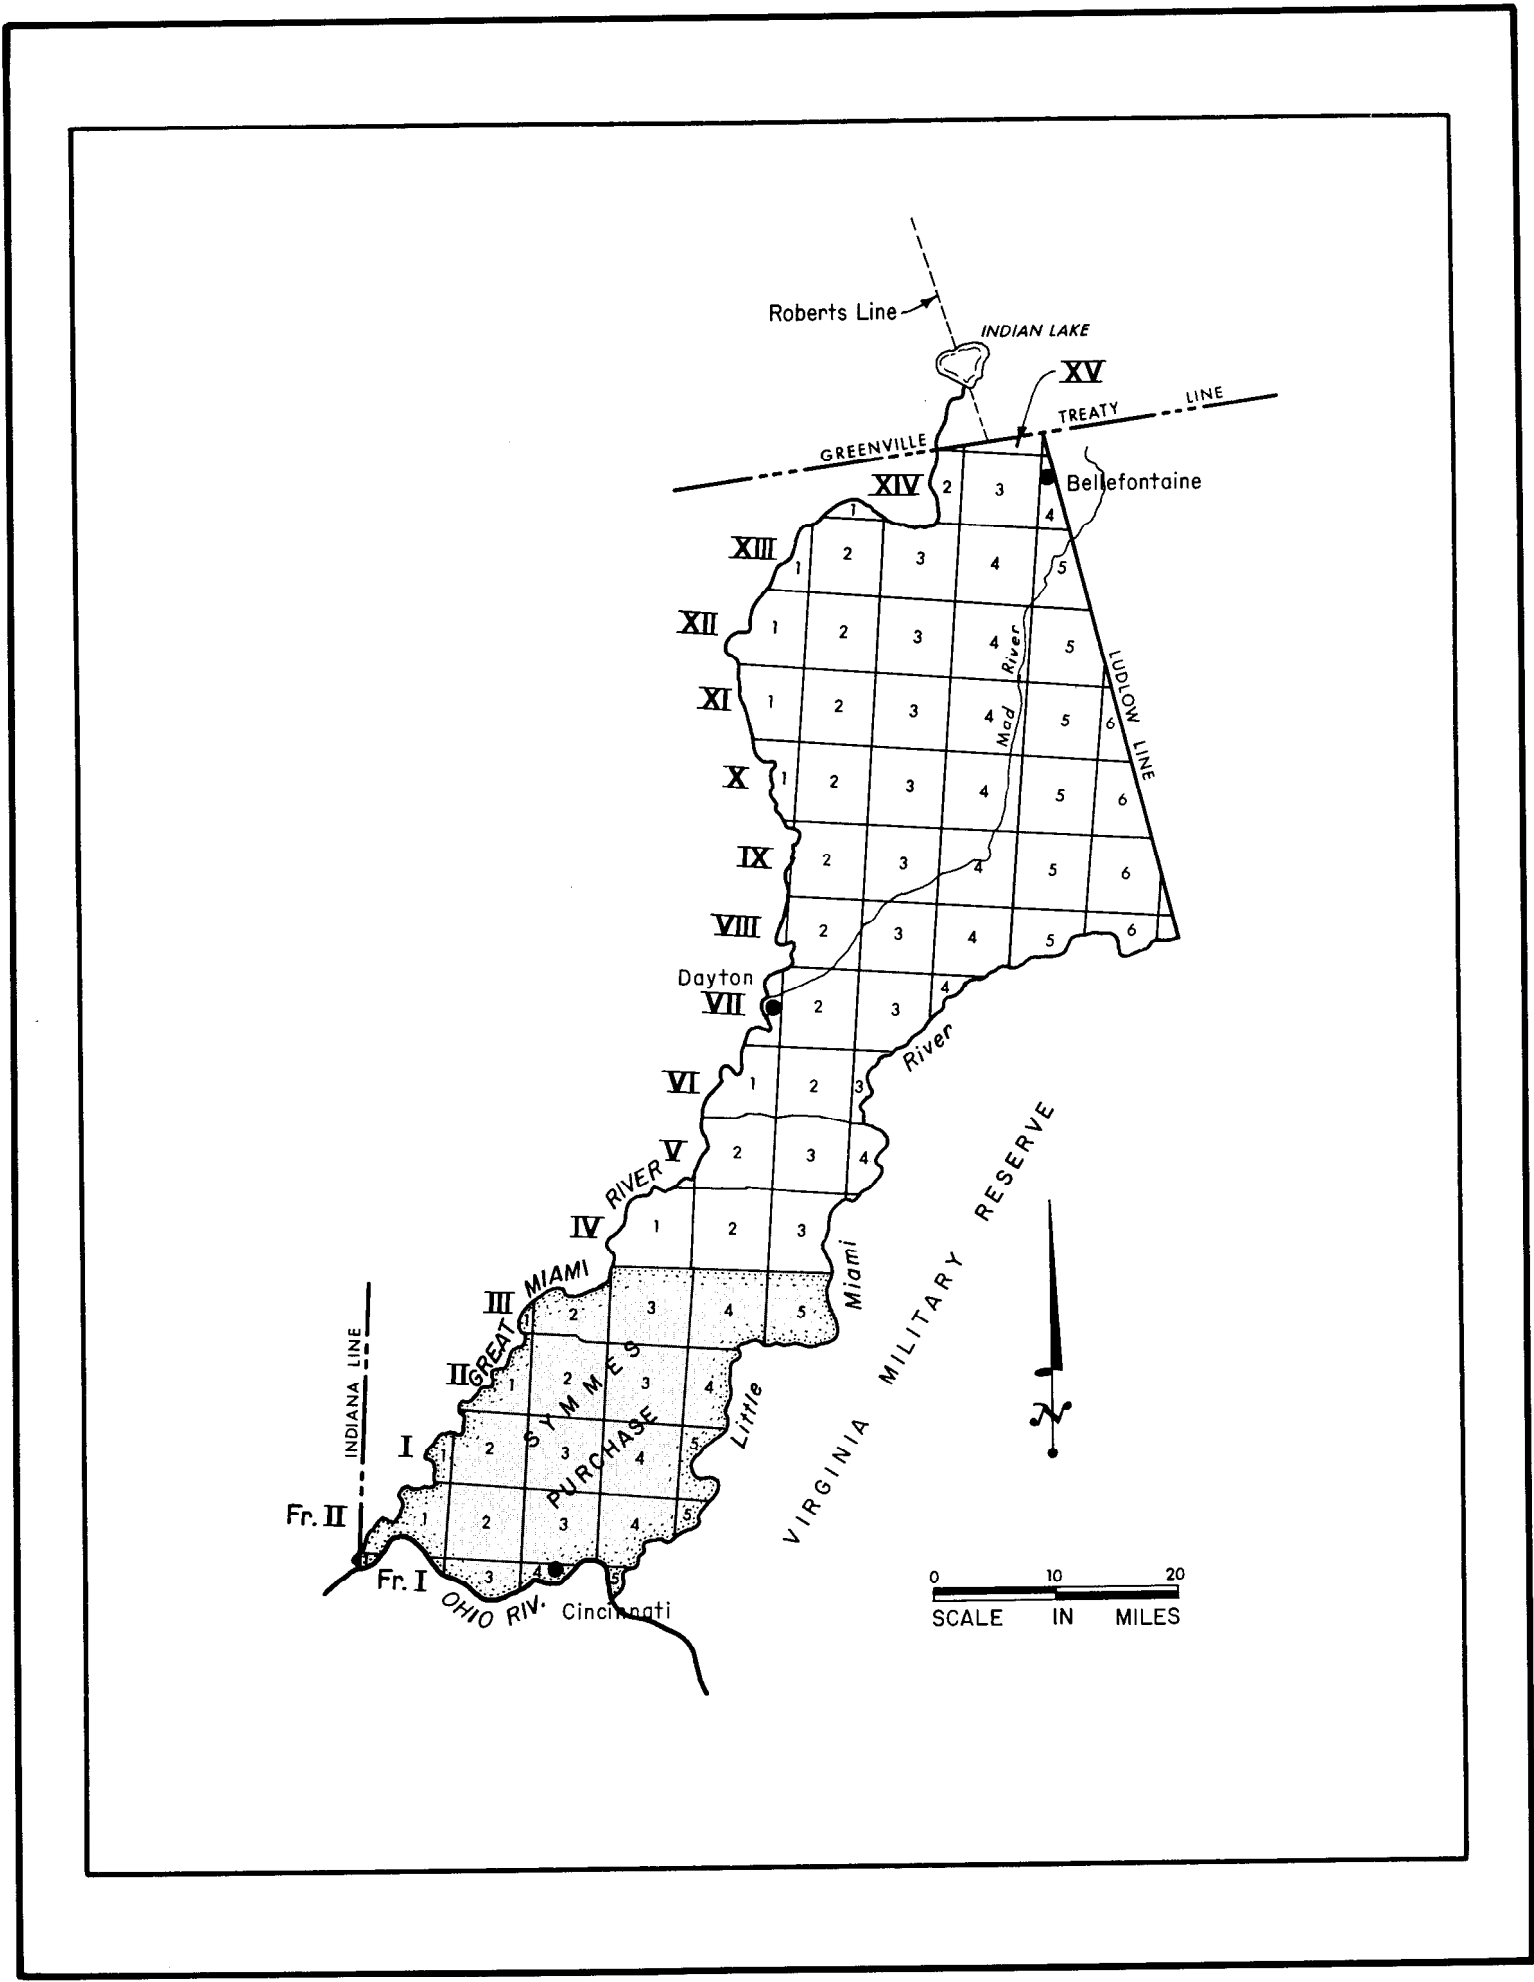 Roberts Line
INDIAN LAKE
XV
GREENVILLE TREATY LINE
XIV 2 3
Bellefontaine
1 4
XIII 1 2 3 4 5
XII 1 2 3 4 5
Mad River
LUDLOW LINE
XI 1 2 3 4 5 6
X 1 2 3 4 5 6
IX 2 3 4 5 6
VIII 2 3 4 5 6
Dayton
VII 2 3 4
River
VI 1 2 3
V 2 3 4
RIVER
IV 1 2 3
Miami
MIAMI
III 1 2 3 4 5
GREAT
II 1 2 3 4
Little
SYMMES
PURCHASE
VIRGINIA MILITARY RESERVE
N
INDIANA LINE
I 1 2 3 4 5
Fr. II 1 2 3 4 5
Fr. I 3 4 5
OHIO RIV.
Cincinnati
0 10 20
SCALE IN MILES